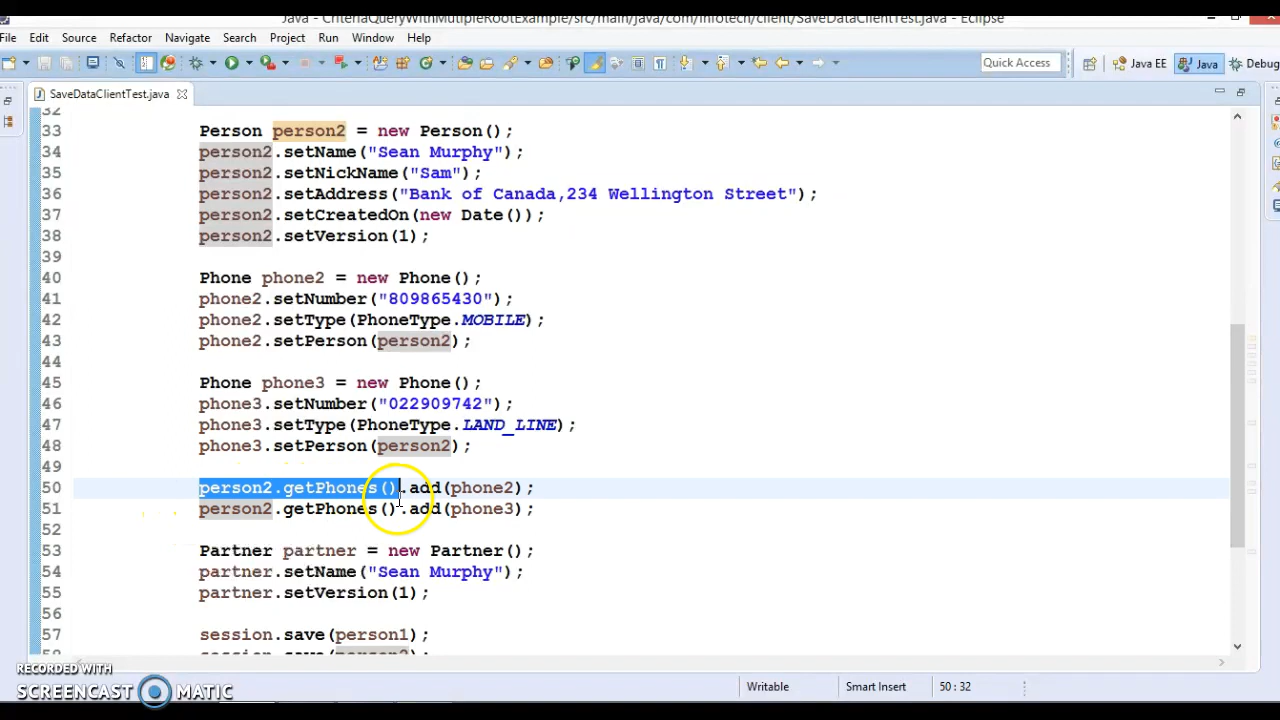 Java - CriteriaQueryWithMutipleRootExample/src/main/java/com/infotech/client/SaveDataClientTest.java - Eclipse
File Edit Source Refactor Navigate Search Project Run Window Help
Quick Access Java EE Java Debug
SaveDataClientTest.java
32
33 Person person2 = new Person();
34 person2.setName("Sean Murphy");
35 person2.setNickName("Sam");
36 person2.setAddress("Bank of Canada,234 Wellington Street");
37 person2.setCreatedOn(new Date());
38 person2.setVersion(1);
39
40 Phone phone2 = new Phone();
41 phone2.setNumber("809865430");
42 phone2.setType(PhoneType.MOBILE);
43 phone2.setPerson(person2);
44
45 Phone phone3 = new Phone();
46 phone3.setNumber("022909742");
47 phone3.setType(PhoneType.LAND_LINE);
48 phone3.setPerson(person2);
49
50 person2.getPhones().add(phone2);
51 person2.getPhones().add(phone3);
52
53 Partner partner = new Partner();
54 partner.setName("Sean Murphy");
55 partner.setVersion(1);
56
57 session.save(person1);
58 session.save(person2);
RECORDED WITH
SCREENCAST MATIC
Writable Smart Insert 50 : 32